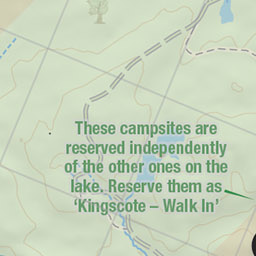 These campsites are
reserved independently
of the other ones on the
lake. Reserve them as
‘Kingscote – Walk In’